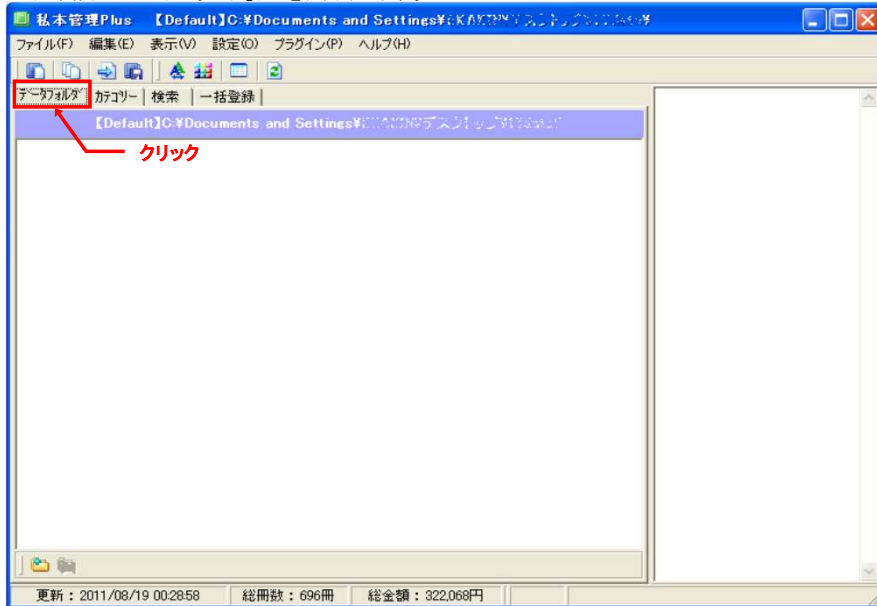 私本管理Plus 【Default】C:¥Documents and Settings¥
ファイル(F) 編集(E) 表示(V) 設定(O) プラグイン(P) ヘルプ(H)
データフォルダ カテゴリー 検索 一括登録
【Default】C:¥Documents and Settings¥
クリック
更新：2011/08/19 00:28:58 総冊数：696冊 総金額：322,068円